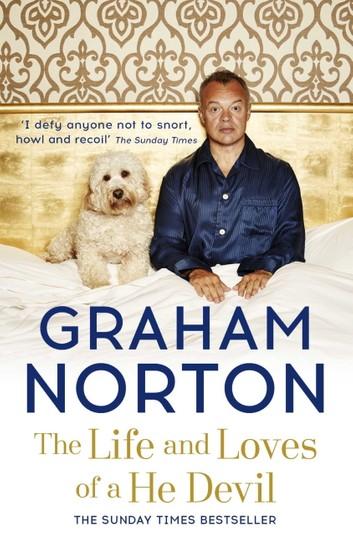 'I defy anyone not to snort,
howl and recoil' The Sunday Times
GRAHAM
NORTON
The Life and Loves
of a He Devil
THE SUNDAY TIMES BESTSELLER